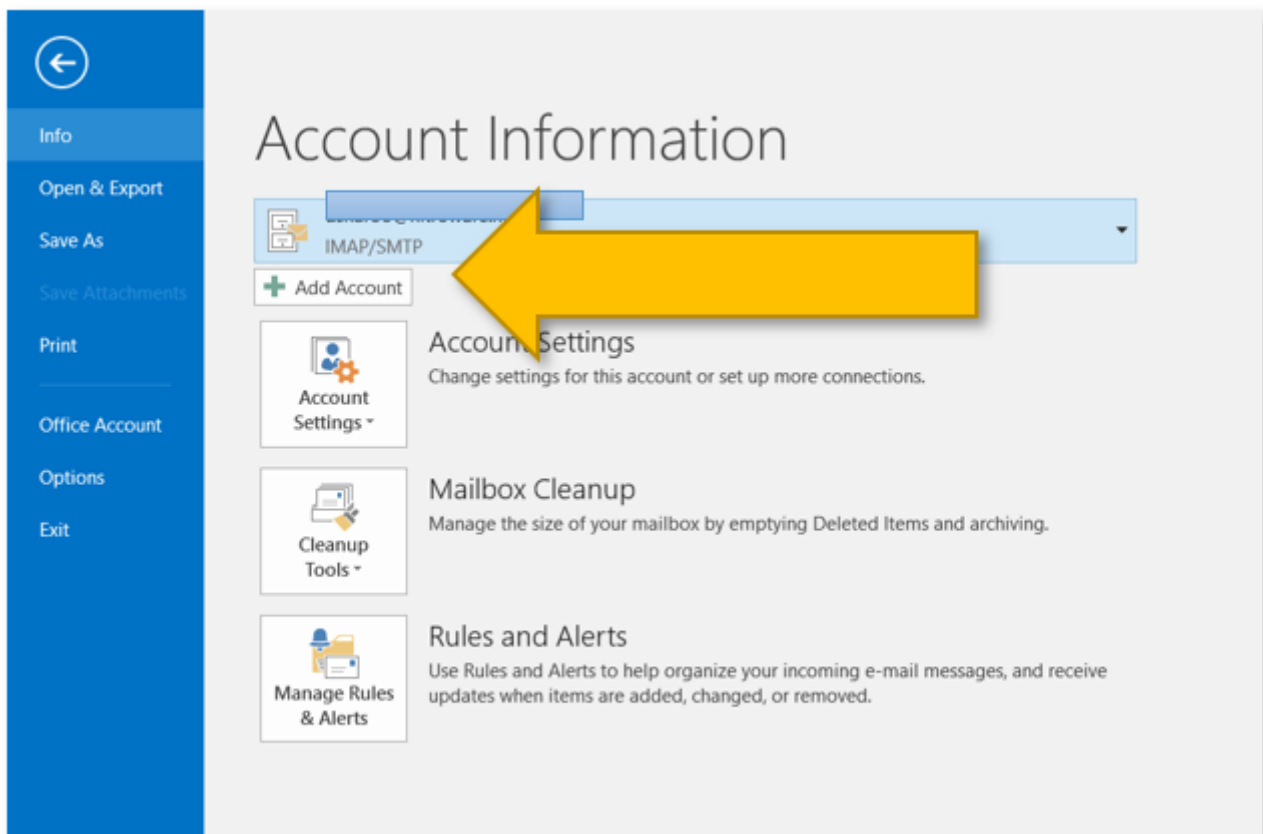 Info
Open & Export
Save As
Save Attachments
Print
Office Account
Options
Exit
Account Information
IMAP/SMTP
Add Account
Account
Settings
Account Settings
Change settings for this account or set up more connections.
Cleanup
Tools
Mailbox Cleanup
Manage the size of your mailbox by emptying Deleted Items and archiving.
Manage Rules
& Alerts
Rules and Alerts
Use Rules and Alerts to help organize your incoming e-mail messages, and receive
updates when items are added, changed, or removed.